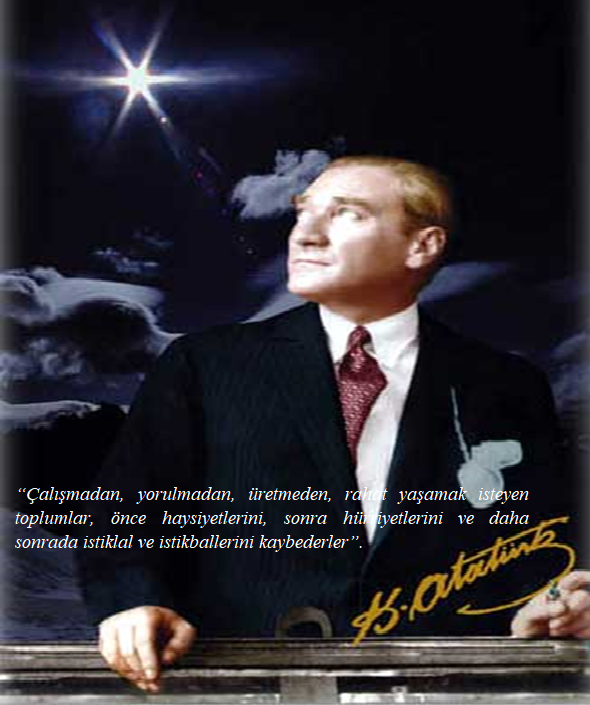 “Çalışmadan, yorulmadan, üretmeden, rahat yaşamak isteyen
toplumlar, önce haysiyetlerini, sonra hürriyetlerini ve daha
sonrada istiklal ve istikballerini kaybederler”.
K. Atatürk